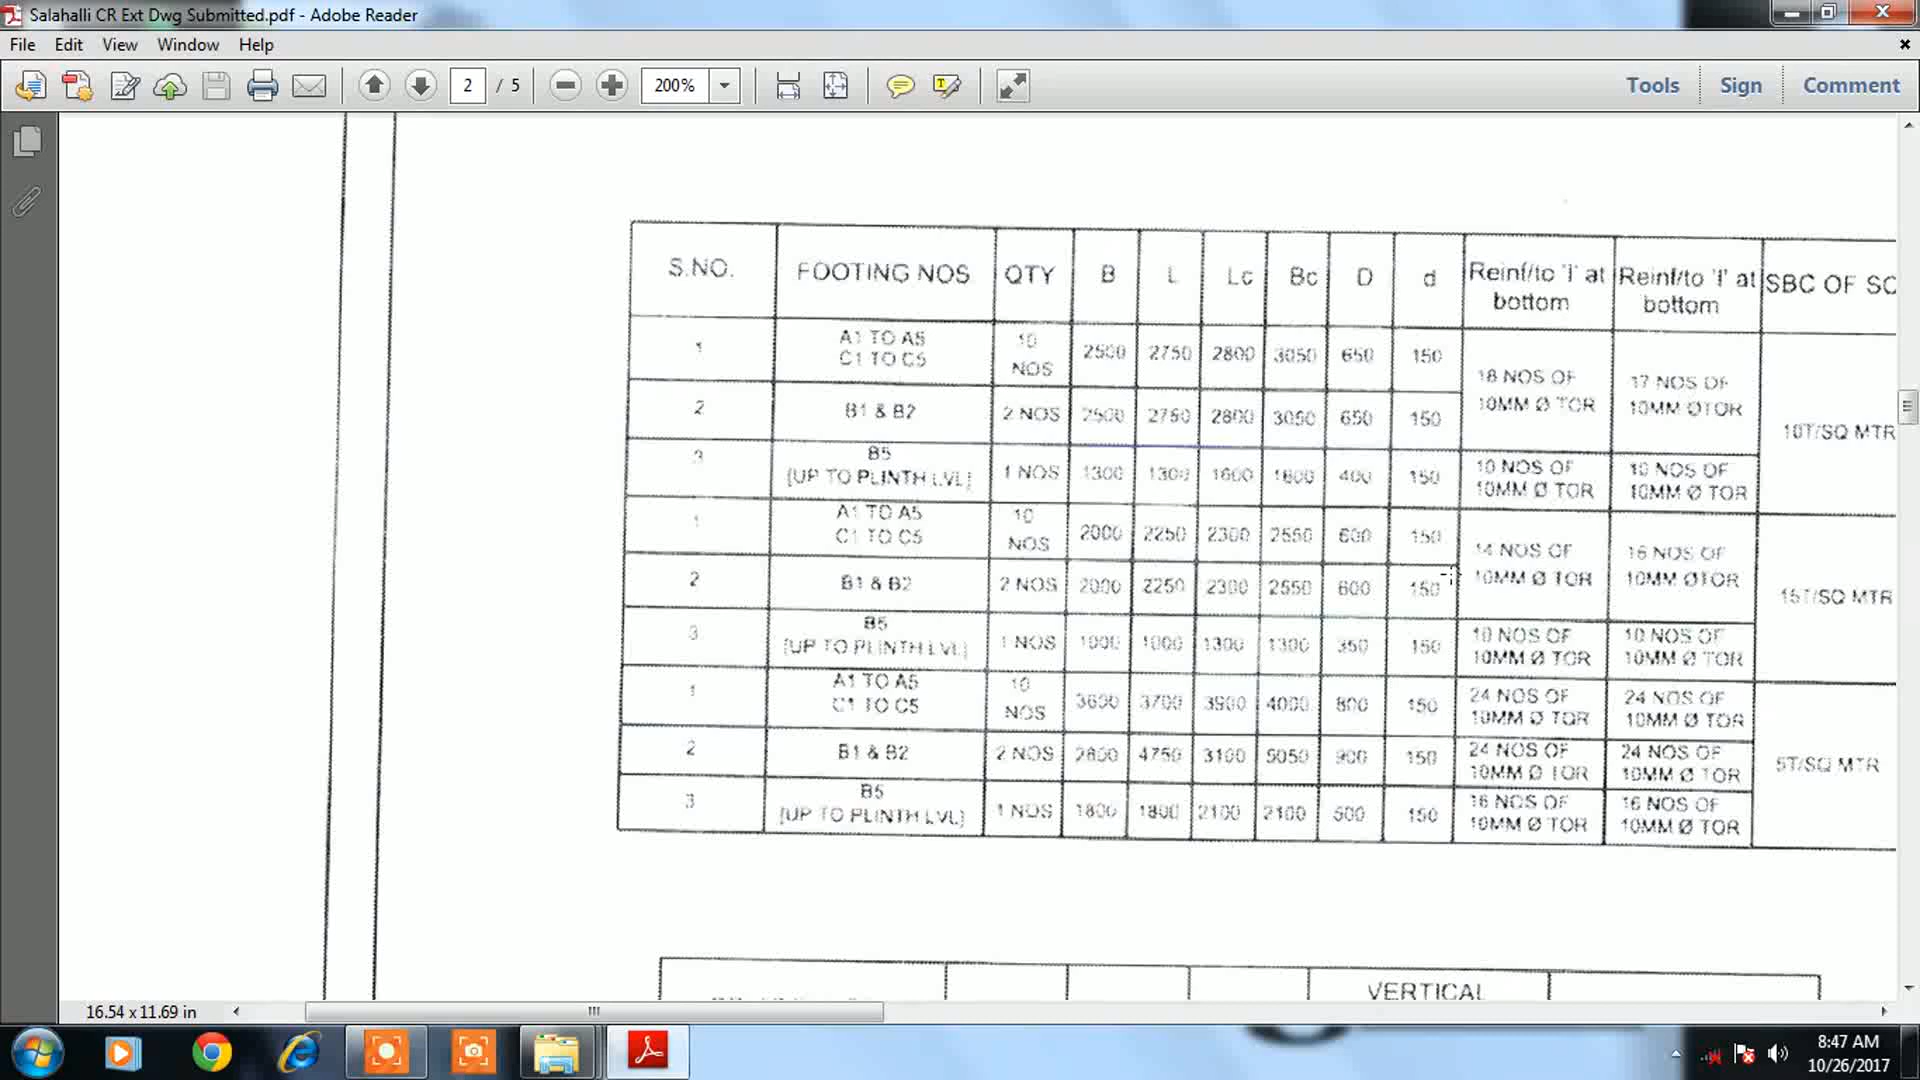 Salahalli CR Ext Dwg Submitted.pdf - Adobe Reader
File Edit View Window Help
2 / 5 200% Tools Sign Comment
S.NO. FOOTING NOS QTY B L Lc Bc D d Reinf/to 'l' at bottom Reinf/to 'l' at bottom SBC OF SO
1 A1 TO A5 C1 TO C5 10 NOS 2500 2750 2800 3050 650 150 18 NOS OF 10MM Ø TOR 17 NOS OF 10MM ØTOR 10T/SQ MTR
2 B1 & B2 2 NOS 2500 2750 2800 3050 650 150
3 B5 [UP TO PLINTH LVL] 1 NOS 1300 1300 1600 1600 400 150 10 NOS OF 10MM Ø TOR 10 NOS OF 10MM Ø TOR
1 A1 TO A5 C1 TO C5 10 NOS 2000 2250 2300 2550 600 150 14 NOS OF 10MM Ø TOR 16 NOS OF 10MM ØTOR 15T/SQ MTR
2 B1 & B2 2 NOS 2000 2250 2300 2550 600 150
3 B5 [UP TO PLINTH LVL] 1 NOS 1000 1000 1300 1300 350 150 10 NOS OF 10MM Ø TOR 10 NOS OF 10MM Ø TOR
1 A1 TO A5 C1 TO C5 10 NOS 3600 3700 3900 4000 800 150 24 NOS OF 10MM Ø TOR 24 NOS OF 10MM Ø TOR 5T/SQ MTR
2 B1 & B2 2 NOS 2800 4750 3100 5050 900 150 24 NOS OF 10MM Ø TOR 24 NOS OF 10MM Ø TOR
3 B5 [UP TO PLINTH LVL] 1 NOS 1800 1800 2100 2100 500 150 16 NOS OF 10MM Ø TOR 16 NOS OF 10MM Ø TOR
VERTICAL
16.54 x 11.69 in
8:47 AM
10/26/2017